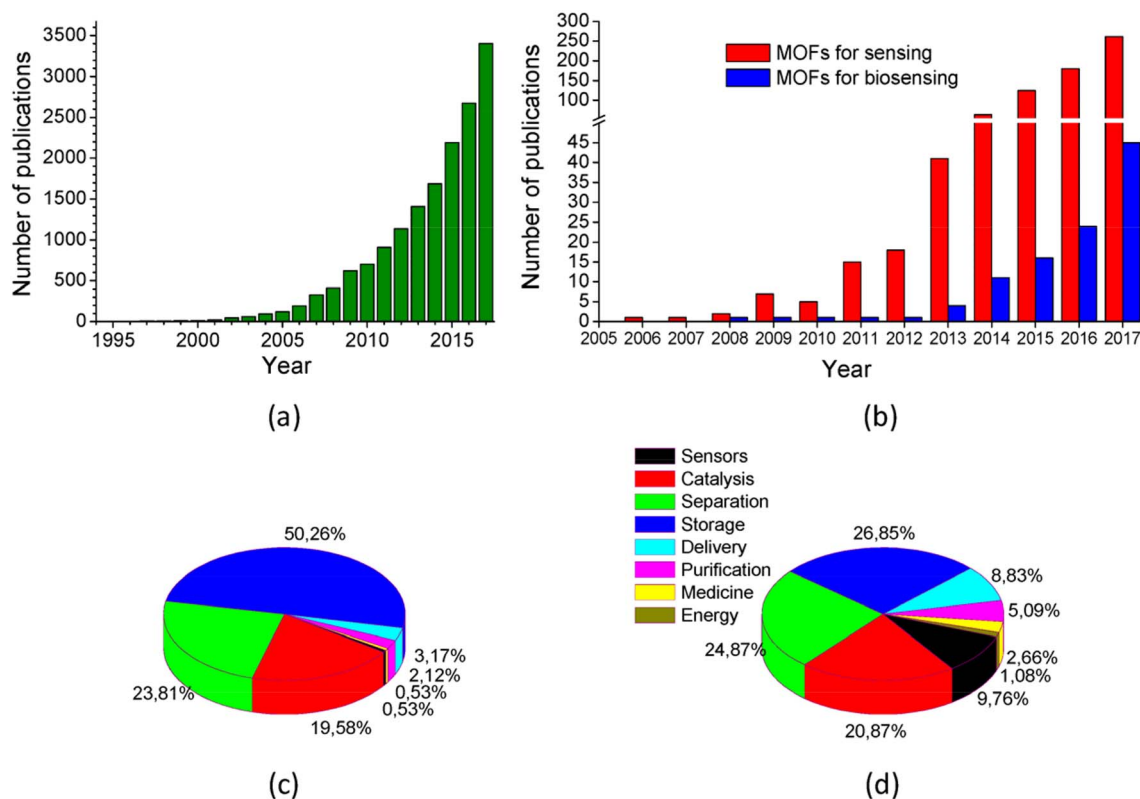 3500
3000
2500
2000
1500
1000
500
0
Number of publications
1995 2000 2005 2010 2015
Year
(a)
300
250
200
150
100
45
40
35
30
25
20
15
10
5
0
Number of publications
MOFs for sensing
MOFs for biosensing
2005 2006 2007 2008 2009 2010 2011 2012 2013 2014 2015 2016 2017
Year
(b)
50,26%
3,17%
2,12%
0,53%
0,53%
19,58%
23,81%
(c)
Sensors
Catalysis
Separation
Storage
Delivery
Purification
Medicine
Energy
26,85%
8,83%
5,09%
2,66%
1,08%
9,76%
20,87%
24,87%
(d)